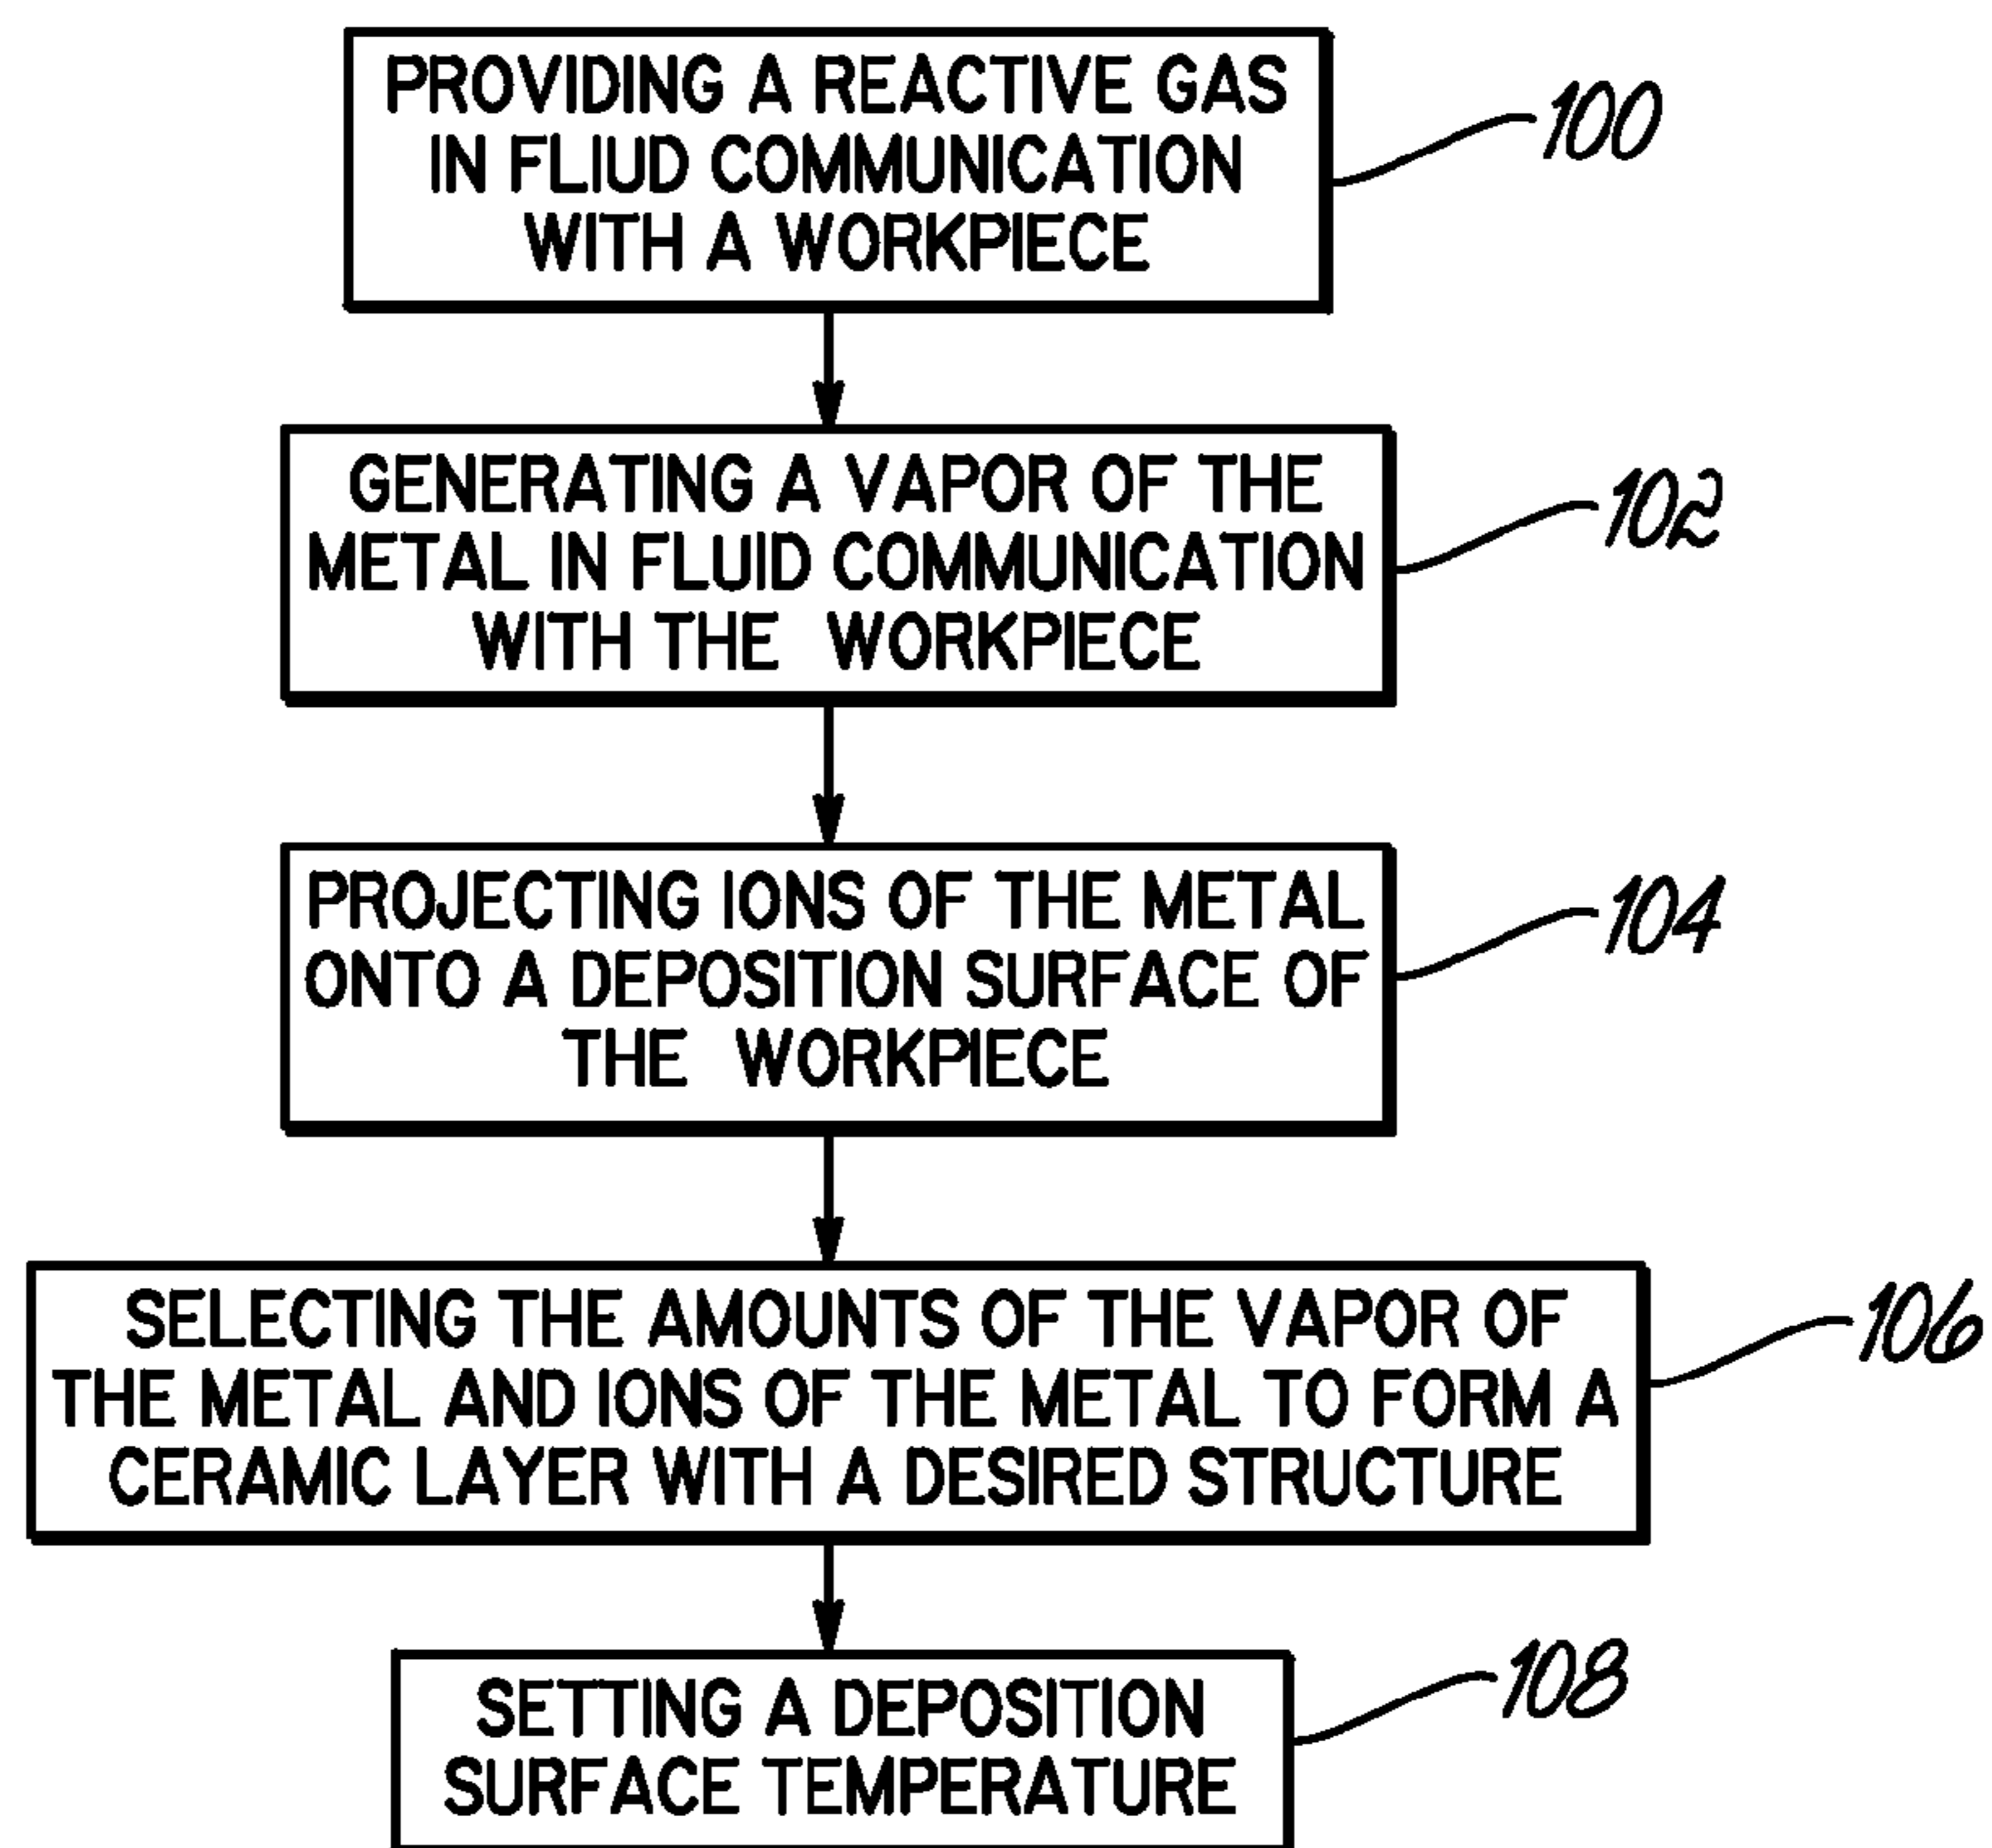 PROVIDING A REACTIVE GAS
IN FLIUD COMMUNICATION
WITH A WORKPIECE
100
GENERATING A VAPOR OF THE
METAL IN FLUID COMMUNICATION
WITH THE WORKPIECE
102
PROJECTING IONS OF THE METAL
ONTO A DEPOSITION SURFACE OF
THE WORKPIECE
104
SELECTING THE AMOUNTS OF THE VAPOR OF
THE METAL AND IONS OF THE METAL TO FORM A
CERAMIC LAYER WITH A DESIRED STRUCTURE
106
SETTING A DEPOSITION
SURFACE TEMPERATURE
108